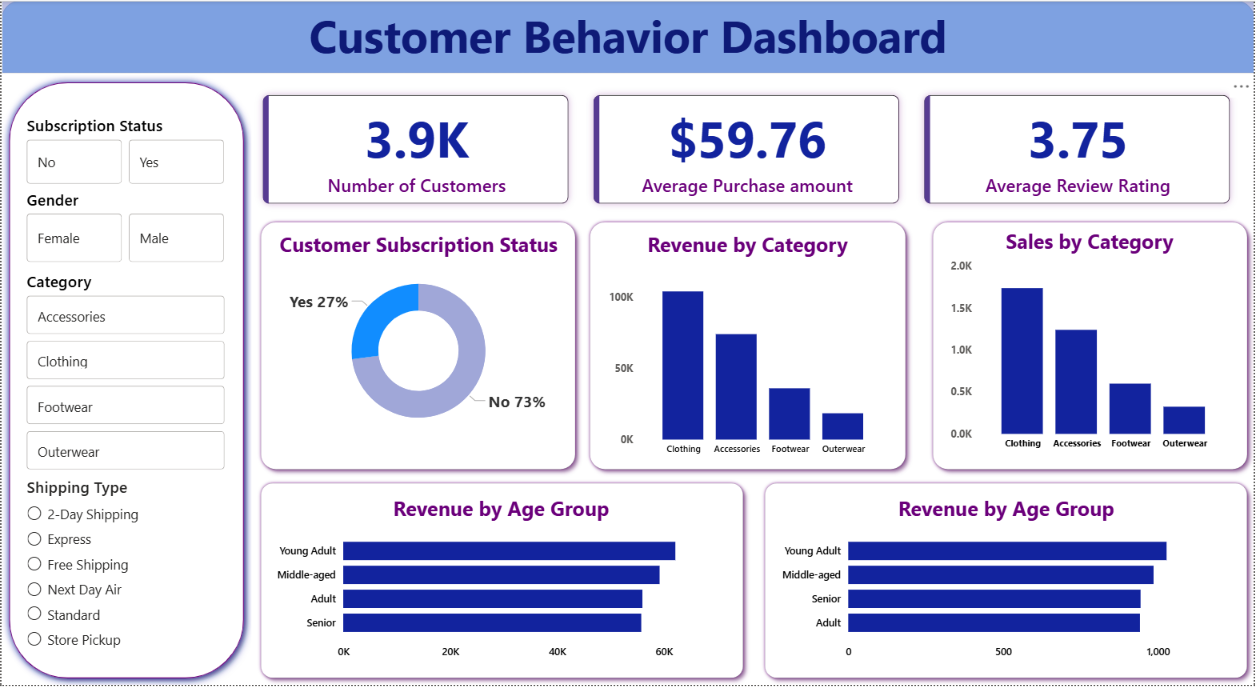 Customer Behavior Dashboard
Subscription Status
No
Yes
Gender
Female
Male
Category
Accessories
Clothing
Footwear
Outerwear
Shipping Type
2-Day Shipping
Express
Free Shipping
Next Day Air
Standard
Store Pickup
3.9K
Number of Customers
$59.76
Average Purchase amount
3.75
Average Review Rating
Customer Subscription Status
Yes 27%
No 73%
Revenue by Category
100K
50K
0K
Clothing Accessories Footwear Outerwear
Sales by Category
2.0K
1.5K
1.0K
0.5K
0.0K
Clothing Accessories Footwear Outerwear
Revenue by Age Group
Young Adult
Middle-aged
Adult
Senior
0K 20K 40K 60K
Revenue by Age Group
Young Adult
Middle-aged
Senior
Adult
0 500 1,000